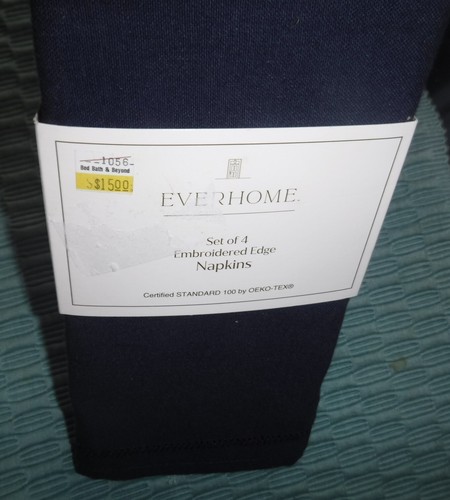 -1056-
Bed Bath & Beyond
$15.00
EVERHOME.
Set of 4
Embroidered Edge
Napkins
Certified STANDARD 100 by OEKO-TEX®